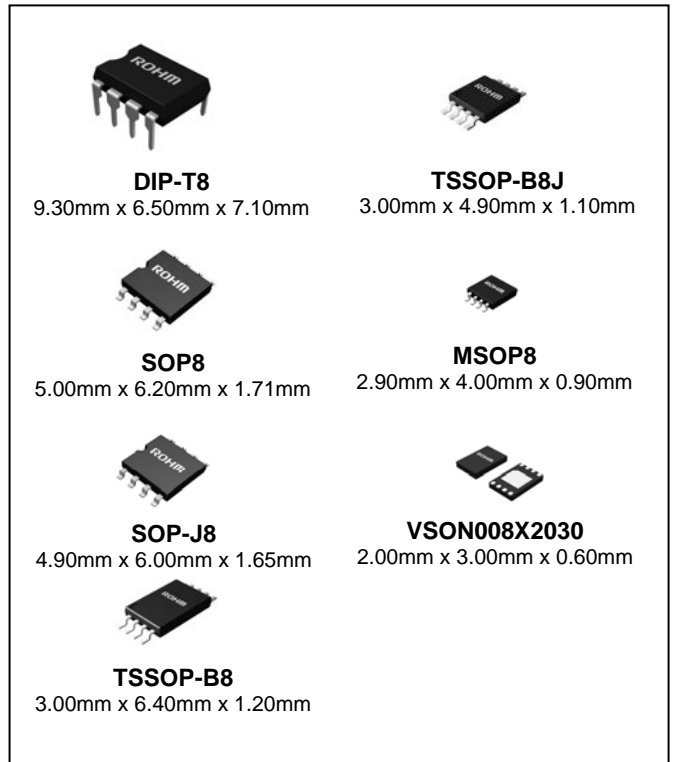 ROHM
DIP-T8
9.30mm x 6.50mm x 7.10mm
ROHM
TSSOP-B8J
3.00mm x 4.90mm x 1.10mm
ROHM
SOP8
5.00mm x 6.20mm x 1.71mm
ROHM
MSOP8
2.90mm x 4.00mm x 0.90mm
ROHM
SOP-J8
4.90mm x 6.00mm x 1.65mm
ROHM
VSON008X2030
2.00mm x 3.00mm x 0.60mm
ROHM
TSSOP-B8
3.00mm x 6.40mm x 1.20mm